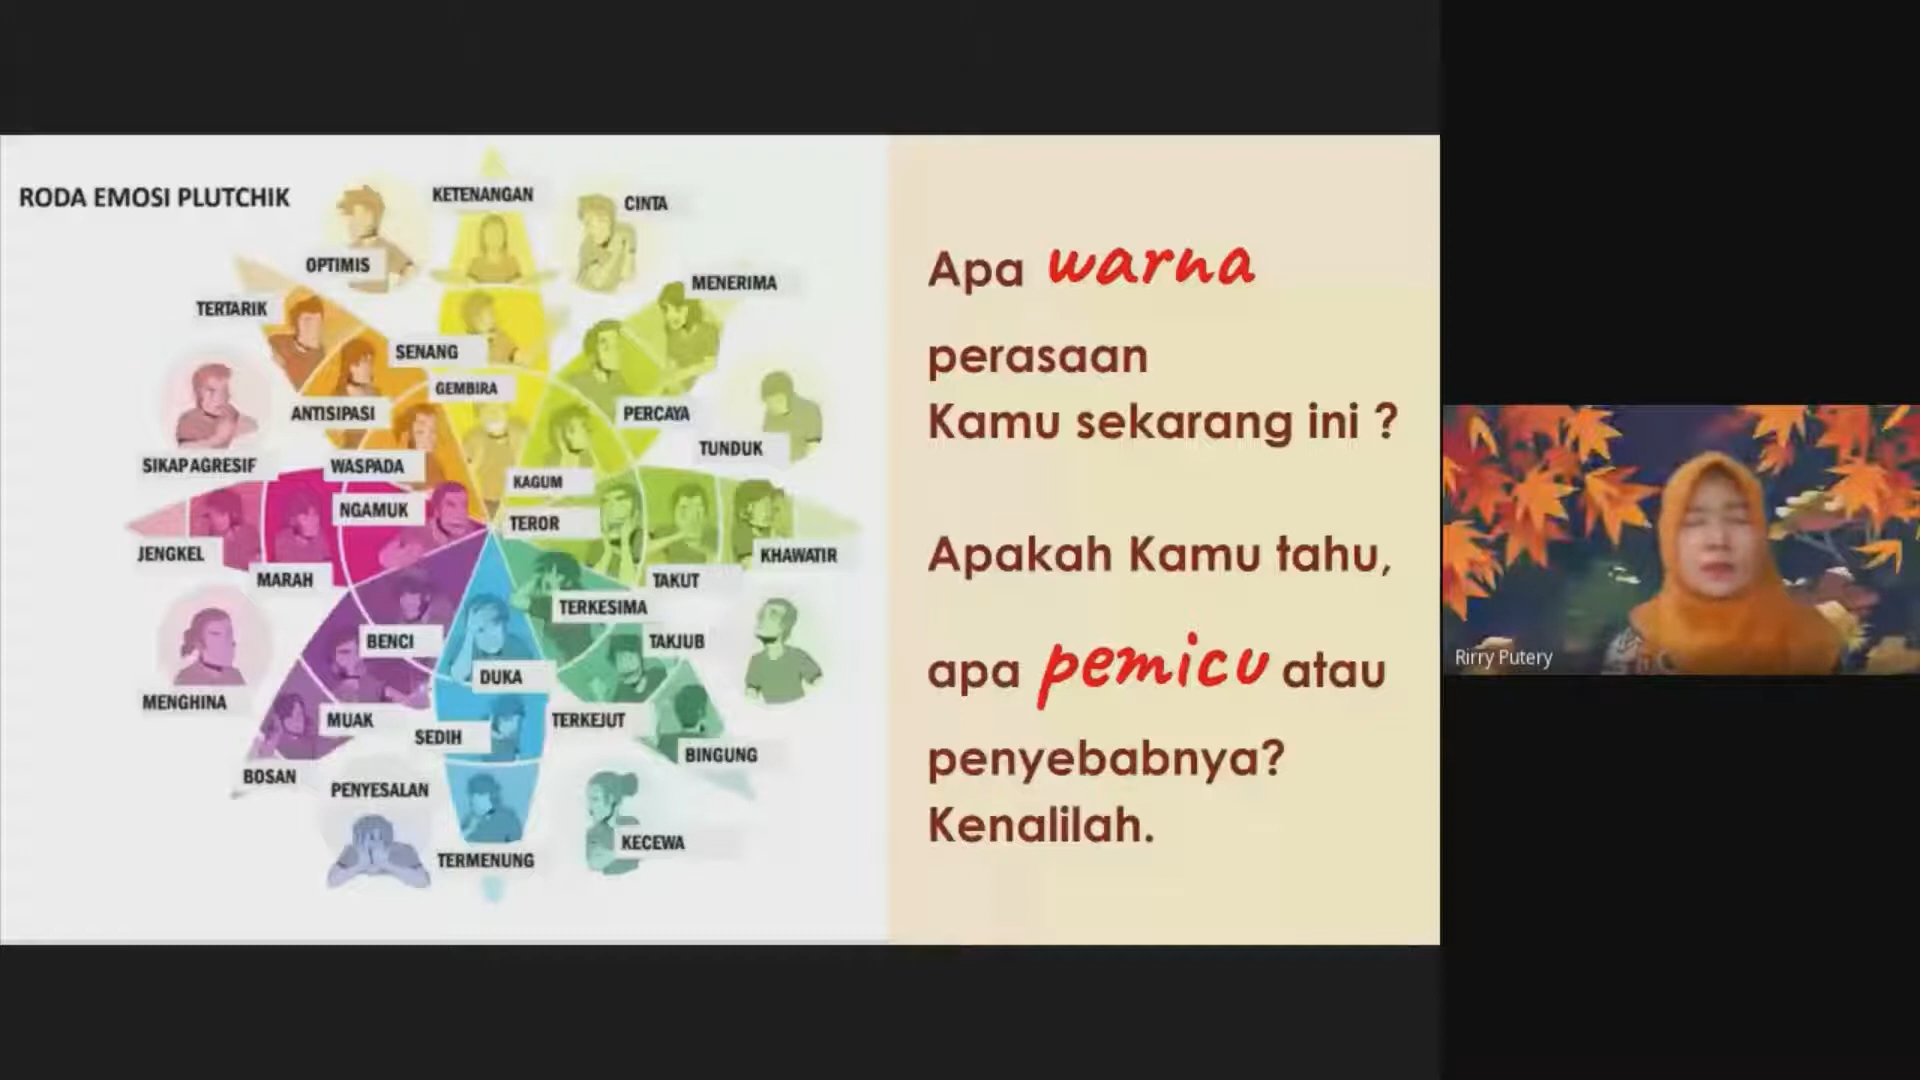 RODA EMOSI PLUTCHIK
KETENANGAN
CINTA
OPTIMIS
MENERIMA
TERTARIK
SENANG
GEMBIRA
ANTISIPASI
PERCAYA
TUNDUK
SIKAP AGRESIF
WASPADA
KAGUM
NGAMUK
TEROR
JENGKEL
KHAWATIR
MARAH
TAKUT
TERKESIMA
BENCI
TAKJUB
DUKA
MENGHINA
MUAK
TERKEJUT
SEDIH
BINGUNG
BOSAN
PENYESALAN
KECEWA
TERMENUNG
Apa warna
perasaan
Kamu sekarang ini ?
Apakah Kamu tahu,
apa pemicu atau
penyebabnya?
Kenalilah.
Rirry Putery